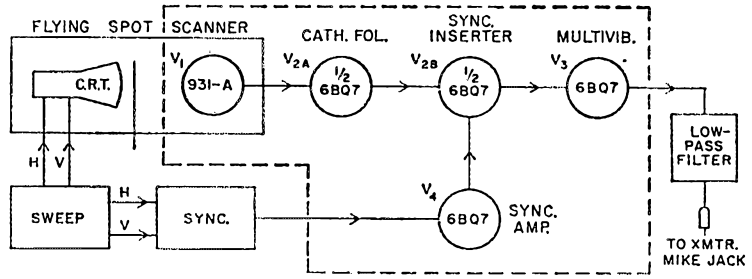 FLYING SPOT SCANNER
CATH. FOL.
SYNC.
INSERTER
MULTIVIB.
C.R.T.
V1
931-A
V2A
1/2
6BQ7
V2B
1/2
6BQ7
V3
6BQ7
LOW-
PASS
FILTER
H
V
SWEEP
H
V
SYNC.
V4
6BQ7
SYNC.
AMP.
TO XMTR.
MIKE JACK